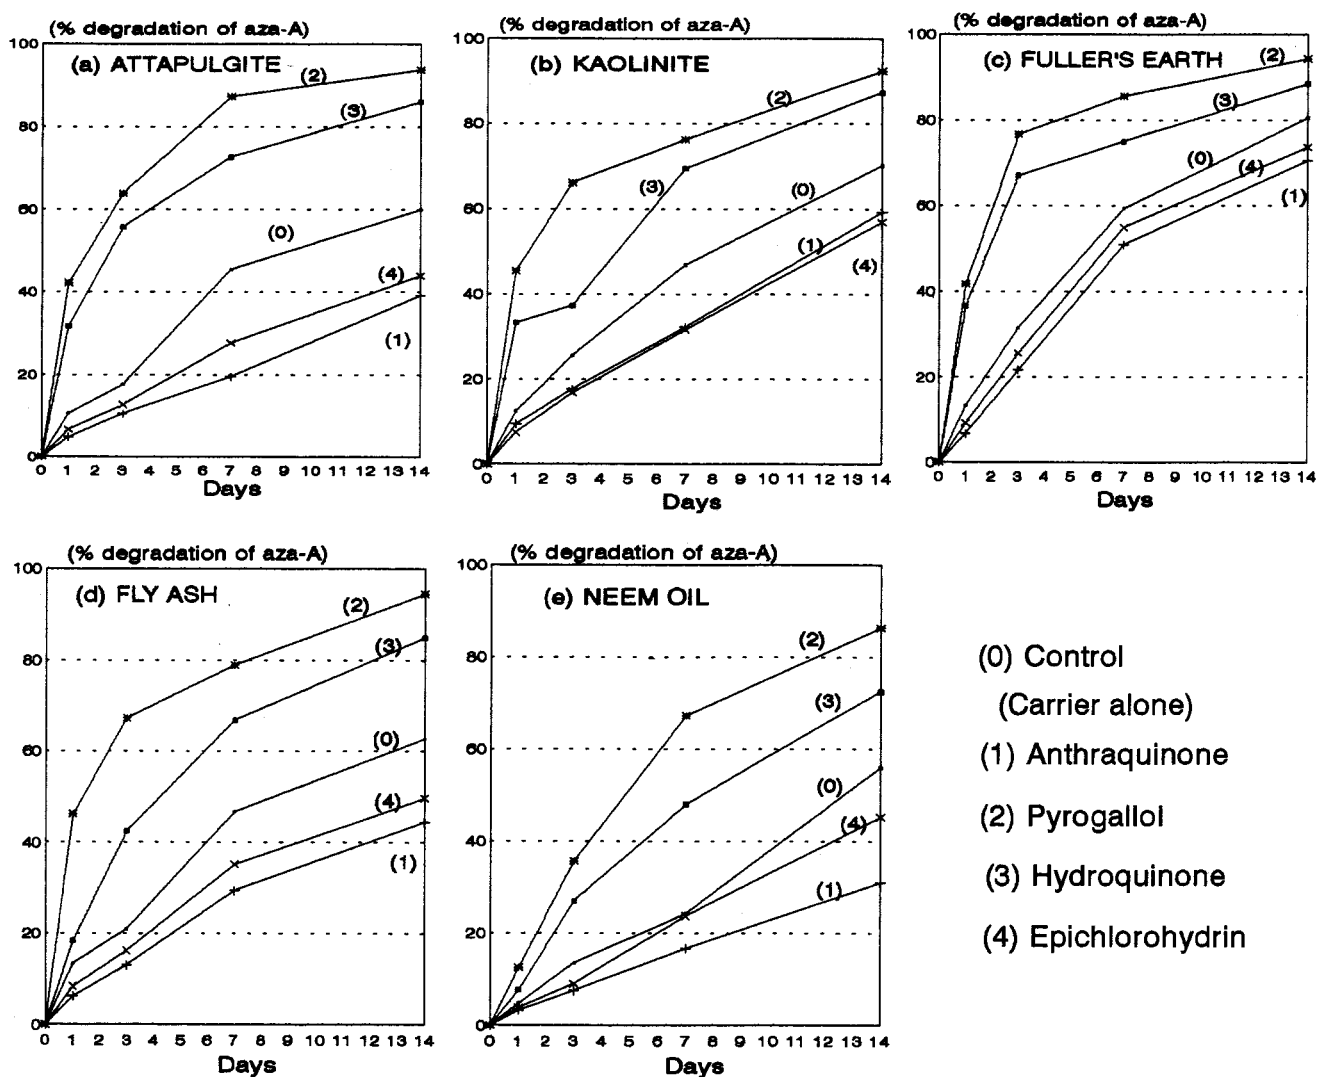 (% degradation of aza-A)
(a) ATTAPULGITE
100
80
60
40
20
0
(2)
(3)
(0)
(4)
(1)
0 1 2 3 4 5 6 7 8 9 10 11 12 13 14
Days
(% degradation of aza-A)
(b) KAOLINITE
100
80
60
40
20
0
(2)
(3)
(0)
(1)
(4)
0 1 2 3 4 5 6 7 8 9 10 11 12 13 14
Days
(% degradation of aza-A)
(c) FULLER'S EARTH
100
80
60
40
20
0
(2)
(3)
(0)
(4)
(1)
0 1 2 3 4 5 6 7 8 9 10 11 12 13 14
Days
(% degradation of aza-A)
(d) FLY ASH
100
80
60
40
20
0
(2)
(3)
(0)
(4)
(1)
0 1 2 3 4 5 6 7 8 9 10 11 12 13 14
Days
(% degradation of aza-A)
(e) NEEM OIL
100
80
60
40
20
0
(2)
(3)
(0)
(4)
(1)
0 1 2 3 4 5 6 7 8 9 10 11 12 13 14
Days
(0) Control
(Carrier alone)
(1) Anthraquinone
(2) Pyrogallol
(3) Hydroquinone
(4) Epichlorohydrin